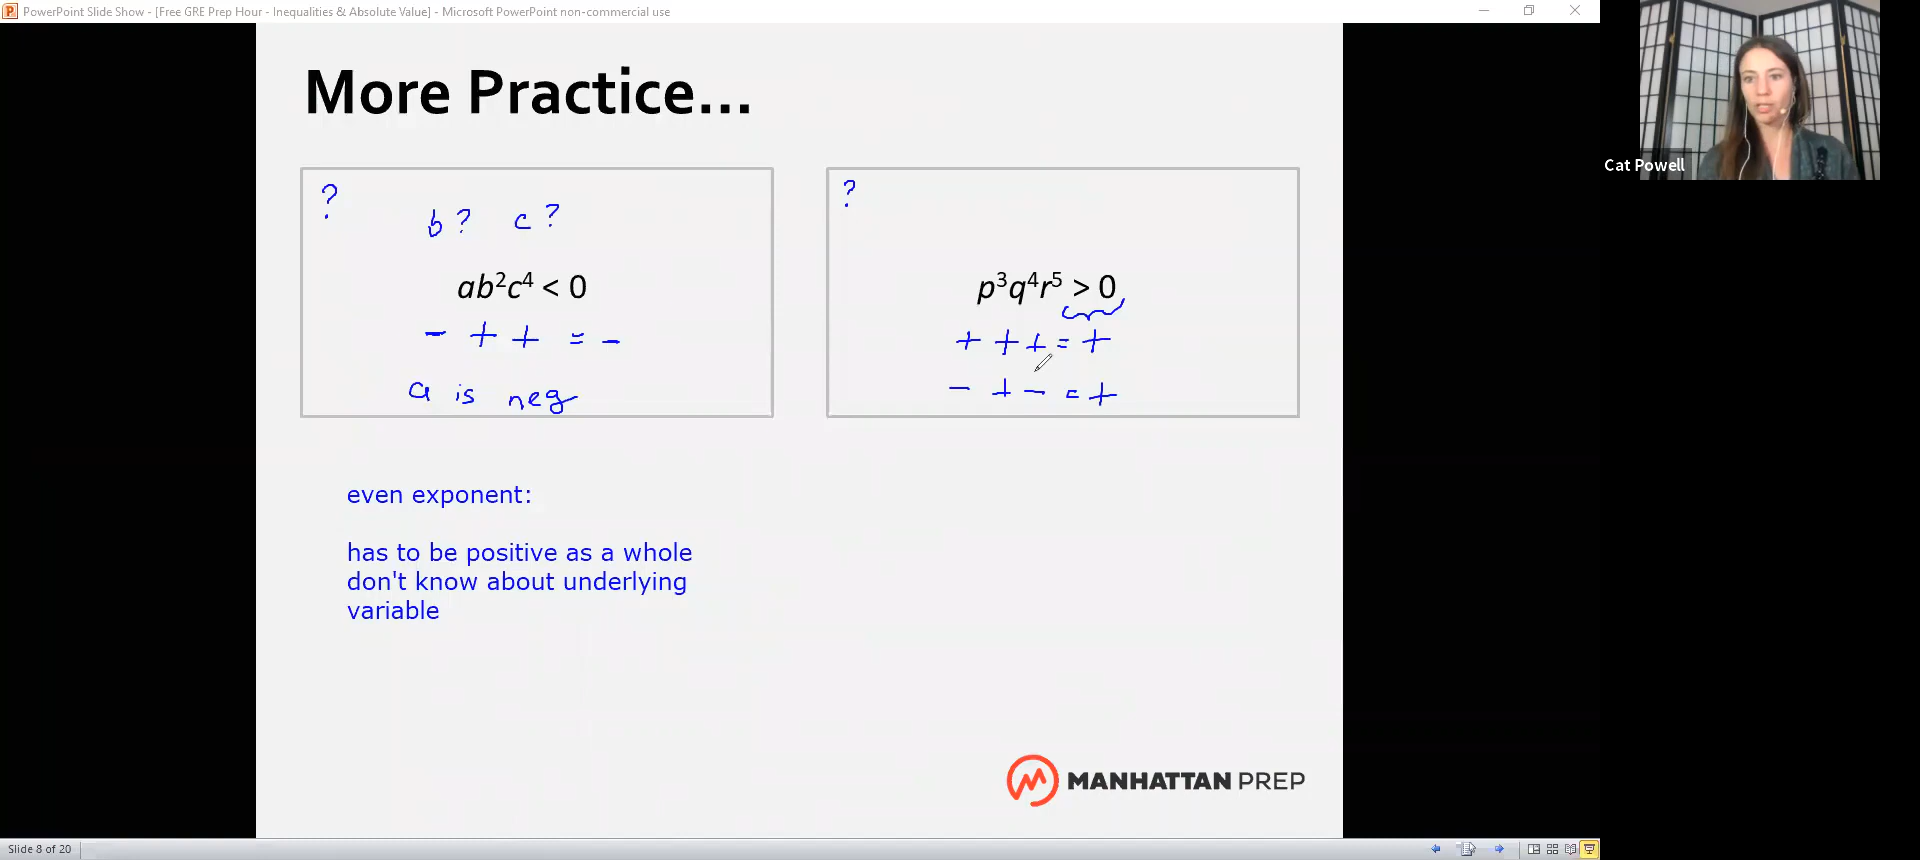 PowerPoint Slide Show - [Free GRE Prep Hour - Inequalities & Absolute Value] - Microsoft PowerPoint non-commercial use
More Practice...
?
b ? c ?
ab²c⁴ < 0
- + + = -
a is neg
?
p³q⁴r⁵ > 0
+ + + = +
- + - = +
even exponent:
has to be positive as a whole
don't know about underlying
variable
MANHATTAN PREP
Cat Powell
Slide 8 of 20